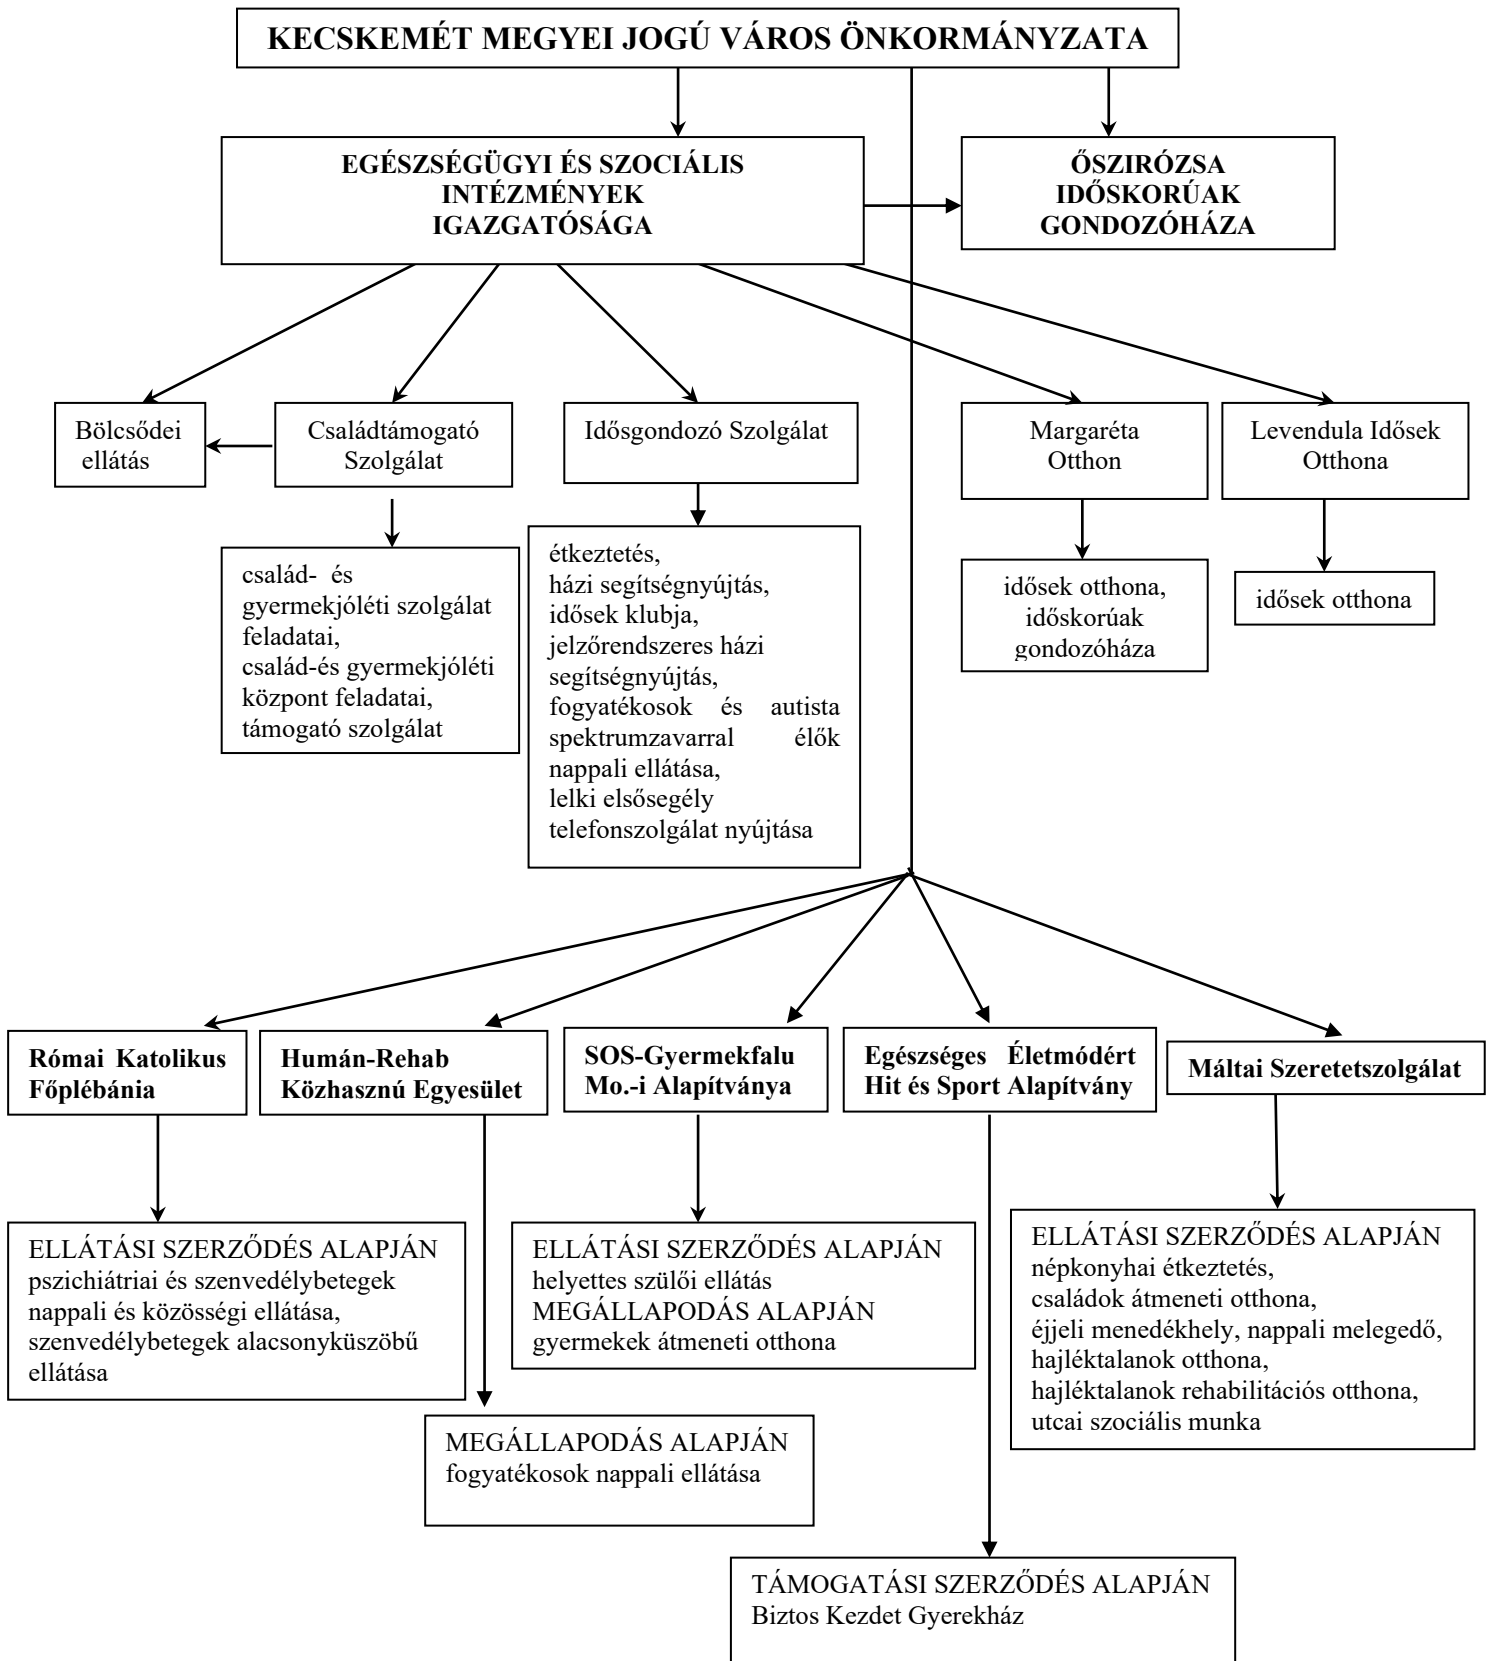 KECSKEMÉT MEGYEI JOGÚ VÁROS ÖNKORMÁNYZATA
EGÉSZSÉGÜGYI ÉS SZOCIÁLIS
INTÉZMÉNYEK
IGAZGATÓSÁGA
ŐSZIRÓZSA
IDŐSKORÚAK
GONDOZÓHÁZA
Bölcsődei
ellátás
Családtámogató
Szolgálat
Idősgondozó Szolgálat
Margaréta
Otthon
Levendula Idősek
Otthona
család- és
gyermekjóléti szolgálat
feladatai,
család-és gyermekjóléti
központ feladatai,
támogató szolgálat
étkeztetés,
házi segítségnyújtás,
idősek klubja,
jelzőrendszeres házi
segítségnyújtás,
fogyatékosok és autista
spektrumzavarral élők
nappali ellátása,
lelki elsősegély
telefonszolgálat nyújtása
idősek otthona,
időskorúak
gondozóháza
idősek otthona
Római Katolikus
Főplébánia
Humán-Rehab
Közhasznú Egyesület
SOS-Gyermekfalu
Mo.-i Alapítványa
Egészséges Életmódért
Hit és Sport Alapítvány
Máltai Szeretetszolgálat
ELLÁTÁSI SZERZŐDÉS ALAPJÁN
pszichiátriai és szenvedélybetegek
nappali és közösségi ellátása,
szenvedélybetegek alacsonyküszöbű
ellátása
ELLÁTÁSI SZERZŐDÉS ALAPJÁN
helyettes szülői ellátás
MEGÁLLAPODÁS ALAPJÁN
gyermekek átmeneti otthona
ELLÁTÁSI SZERZŐDÉS ALAPJÁN
népkonyhai étkeztetés,
családok átmeneti otthona,
éjjeli menedékhely, nappali melegedő,
hajléktalanok otthona,
hajléktalanok rehabilitációs otthona,
utcai szociális munka
MEGÁLLAPODÁS ALAPJÁN
fogyatékosok nappali ellátása
TÁMOGATÁSI SZERZŐDÉS ALAPJÁN
Biztos Kezdet Gyerekház